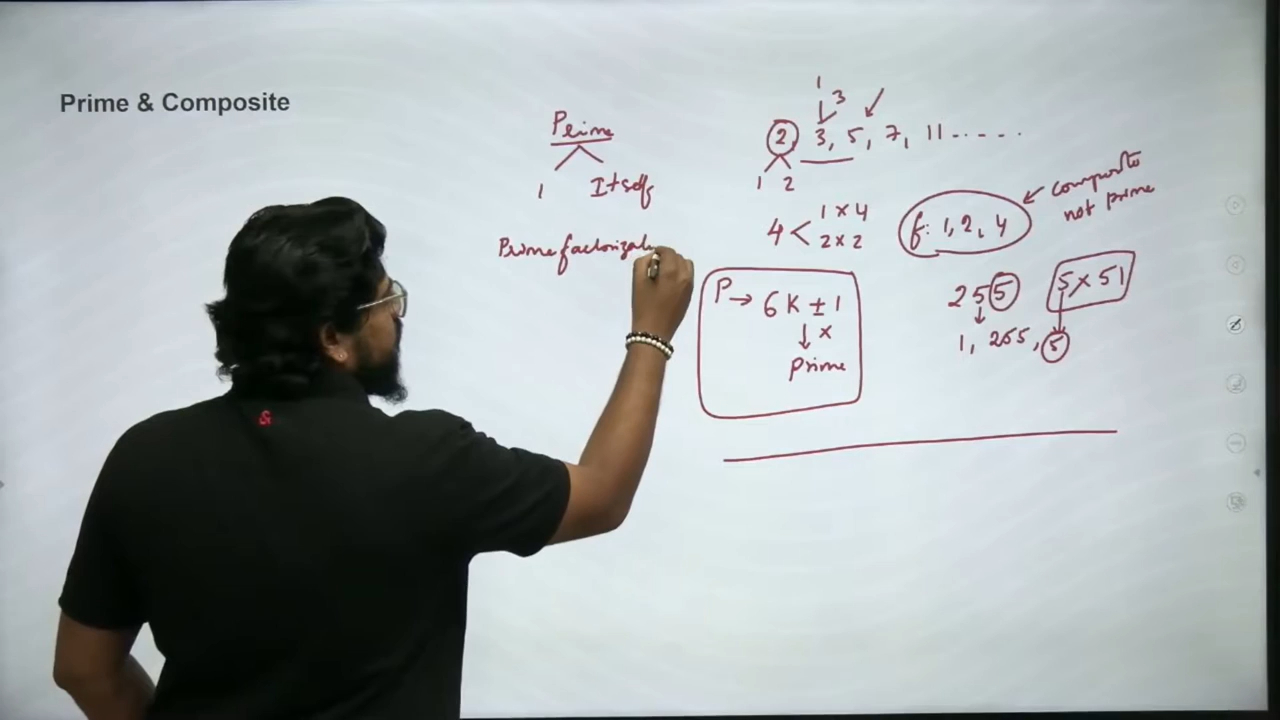 Prime & Composite
Prime
1 Itself
Prime factorizati
1
3
2, 3, 5, 7, 11 - . - - .
1 2
4 < 1 x 4
2 x 2
f: 1, 2, 4
composite
not prime
P → 6K ± 1
↓ x
prime
255
5 x 51
1, 255, 5